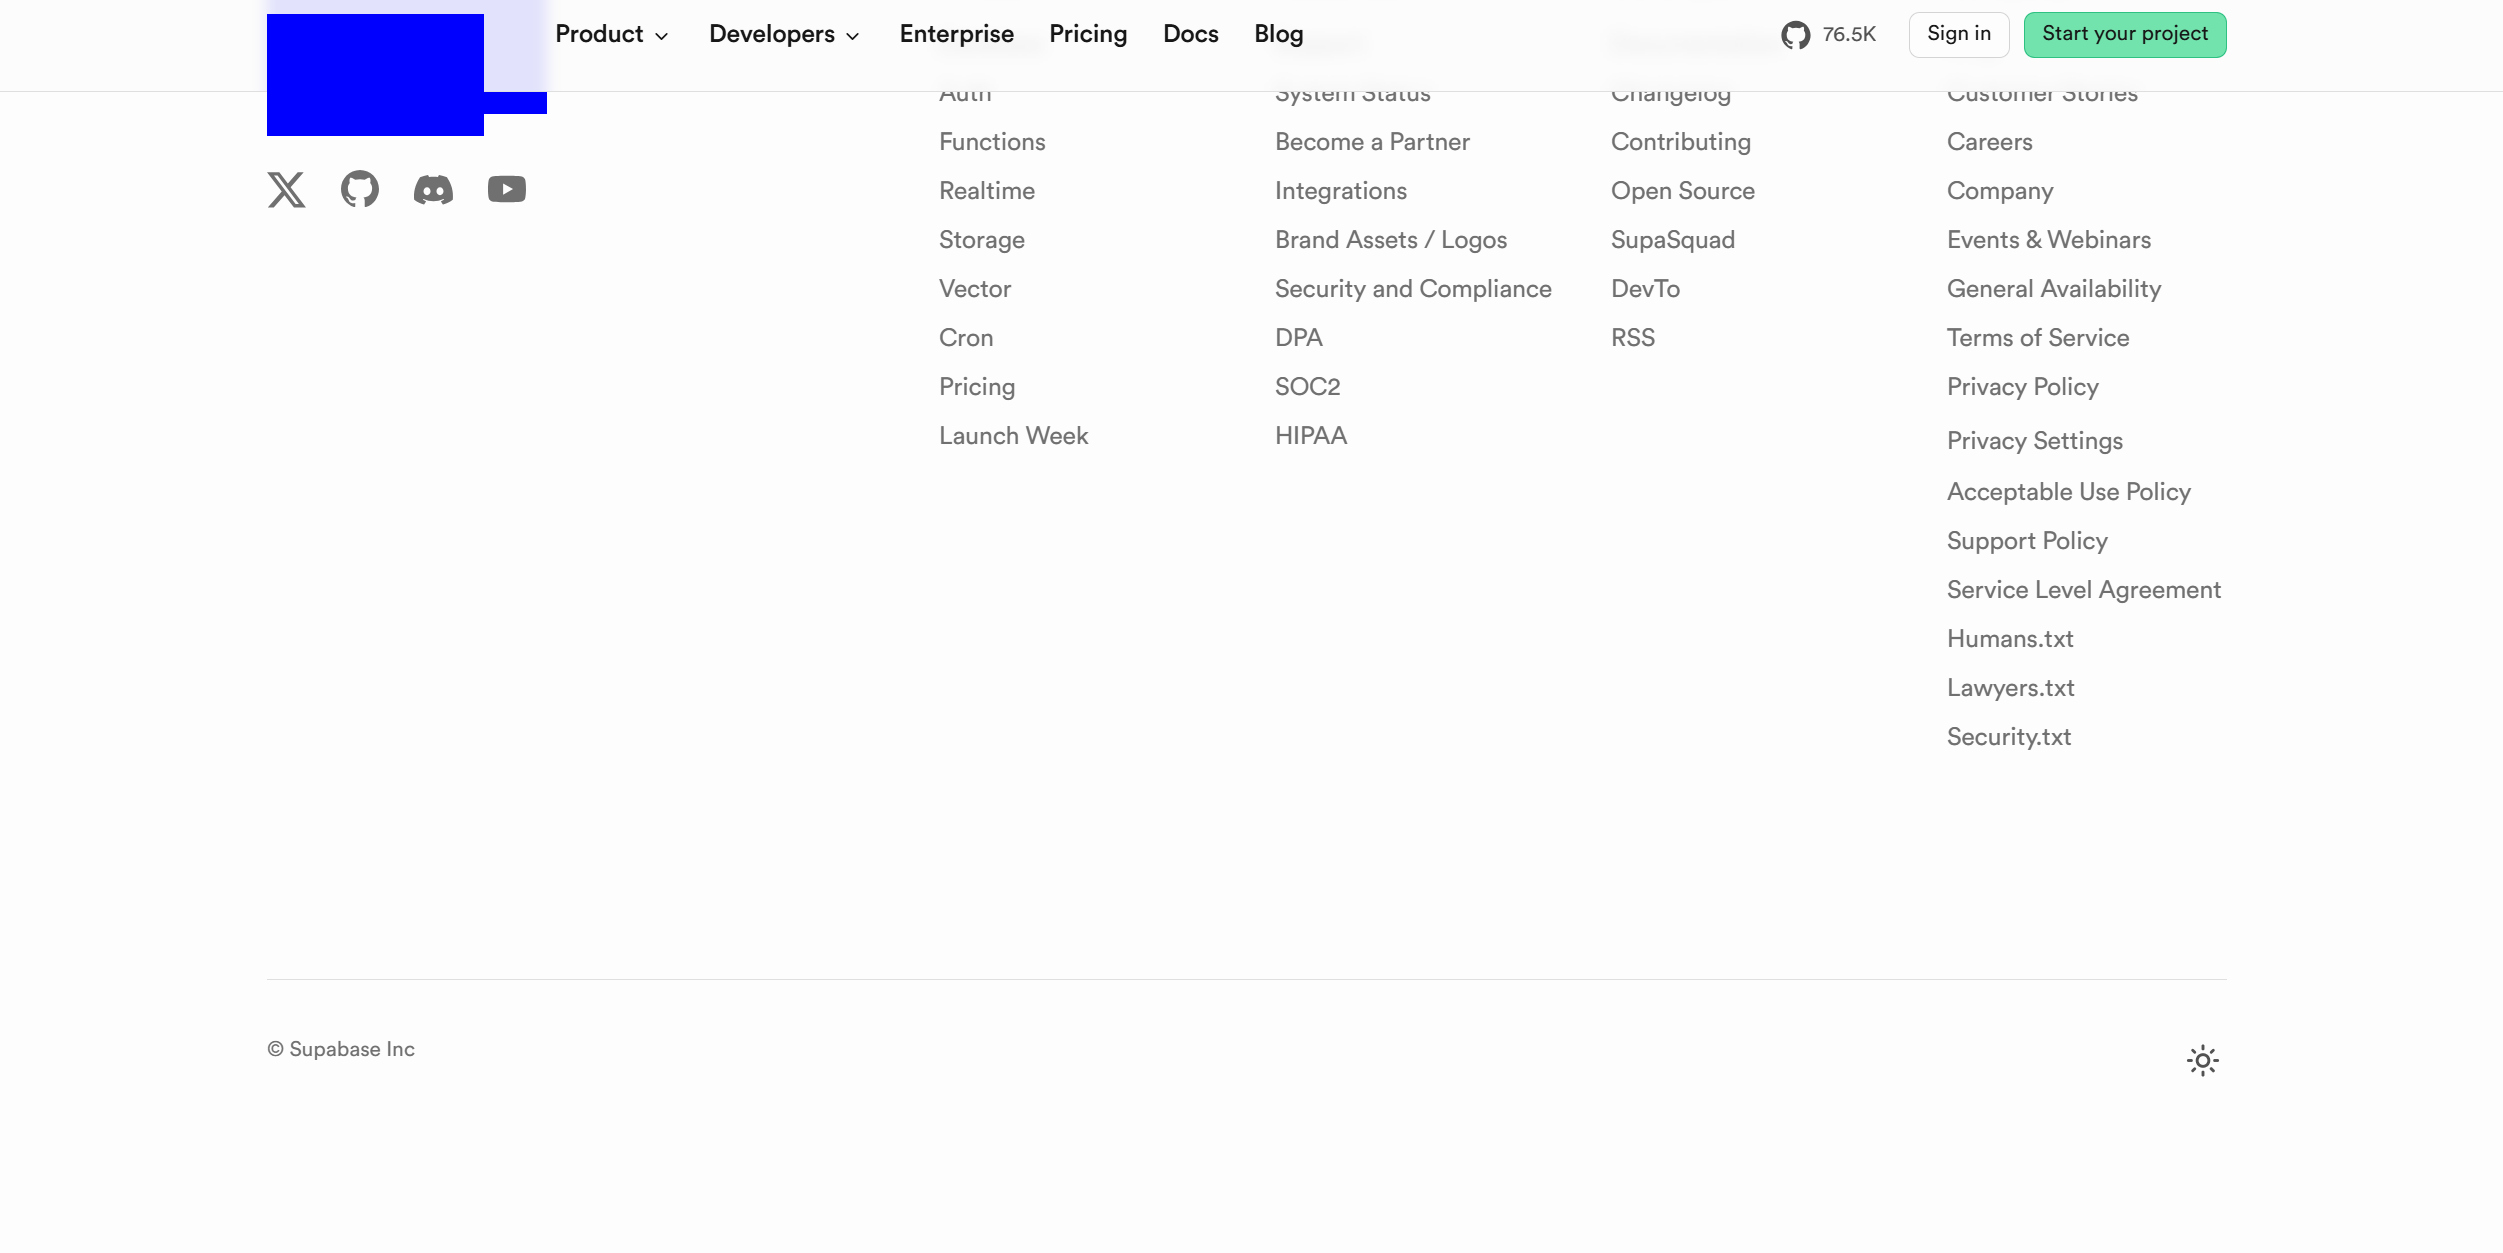 Product
Developers
Enterprise
Pricing
Docs
Blog
76.5K
Sign in
Start your project
Auth
Functions
Realtime
Storage
Vector
Cron
Pricing
Launch Week
System Status
Become a Partner
Integrations
Brand Assets / Logos
Security and Compliance
DPA
SOC2
HIPAA
Changelog
Contributing
Open Source
SupaSquad
DevTo
RSS
Customer Stories
Careers
Company
Events & Webinars
General Availability
Terms of Service
Privacy Policy
Privacy Settings
Acceptable Use Policy
Support Policy
Service Level Agreement
Humans.txt
Lawyers.txt
Security.txt
© Supabase Inc